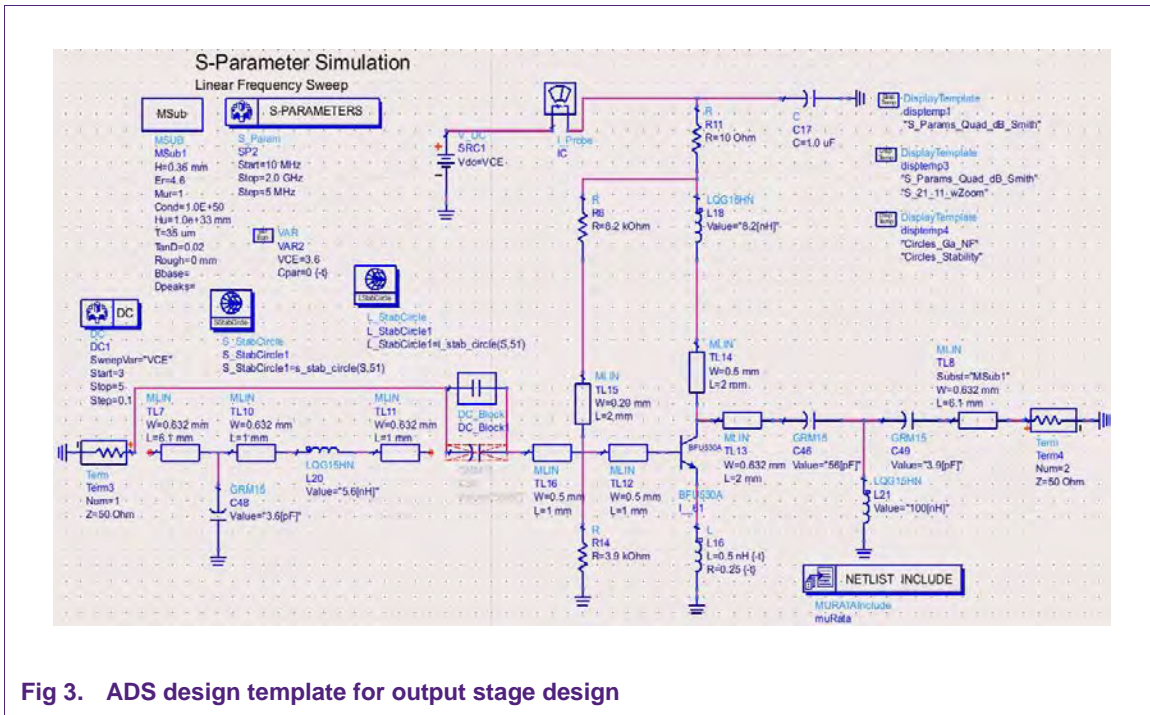 S-Parameter Simulation
Linear Frequency Sweep
MSub
MSUB
MSub1
H=0.36 mm
Er=4.6
Mur=1
Cond=1.0E+50
Hu=1.0e+33 mm
T=35 um
TanD=0.02
Rough=0 mm
Bbase=
Dpeaks=
S-PARAMETERS
S_Param
SP2
Start=10 MHz
Stop=2.0 GHz
Step=5 MHz
VAR
VAR2
VCE=3.6
Cpar=0 {-t}
DC
DC
DC1
SweepVar="VCE"
Start=3
Stop=5
Step=0.1
SStabCircle
S_StabCircle
S_StabCircle1
S_StabCircle1=s_stab_circle(S,51)
LStabCircle
L_StabCircle
L_StabCircle1
L_StabCircle1=l_stab_circle(S,51)
V_DC
SRC1
Vdc=VCE
I_Probe
IC
R
R11
R=10 Ohm
C
C17
C=1.0 uF
DisplayTemplate
disptemp1
"S_Params_Quad_dB_Smith"
DisplayTemplate
disptemp3
"S_Params_Quad_dB_Smith"
"S_21_11_wZoom"
DisplayTemplate
disptemp4
"Circles_Ga_NF"
"Circles_Stability"
R
R=8.2 kOhm
LQG15HN
L18
Value="8.2[nH]"
MLIN
TL14
W=0.5 mm
L=2 mm
MLIN
TL15
W=0.20 mm
L=2 mm
MLIN
TL8
Subst="MSub1"
W=0.632 mm
L=6.1 mm
MLIN
TL7
W=0.632 mm
L=6.1 mm
MLIN
TL10
W=0.632 mm
L=1 mm
MLIN
TL11
W=0.632 mm
L=1 mm
DC_Block
DC_Block1
Term
Term3
Num=1
Z=50 Ohm
GRM15
C48
Value="3.6[pF]"
LQG15HN
L20
Value="5.6[nH]"
MLIN
TL16
W=0.5 mm
L=1 mm
MLIN
TL12
W=0.5 mm
L=1 mm
BFU530A
BFU530A
I__61
MLIN
TL13
W=0.632 mm
L=2 mm
GRM15
C46
Value="56[pF]"
GRM15
C49
Value="3.9[pF]"
Term
Term4
Num=2
Z=50 Ohm
LQG15HN
L21
Value="100[nH]"
R
R14
R=3.9 kOhm
L
L16
L=0.5 nH {-t}
R=0.25 {-t}
NETLIST INCLUDE
MURATAInclude
muRata
Fig 3. ADS design template for output stage design